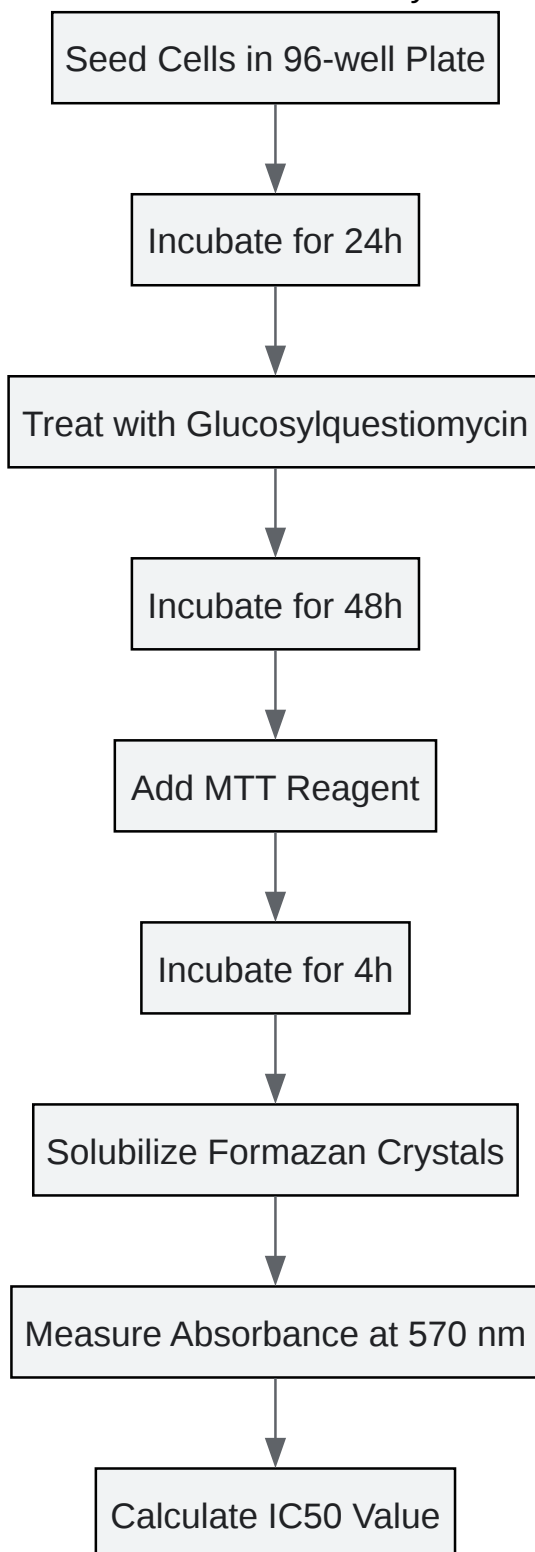 Seed Cells in 96-well Plate
Incubate for 24h
Treat with Glucosylquestiomycin
Incubate for 48h
Add MTT Reagent
Incubate for 4h
Solubilize Formazan Crystals
Measure Absorbance at 570 nm
Calculate IC50 Value